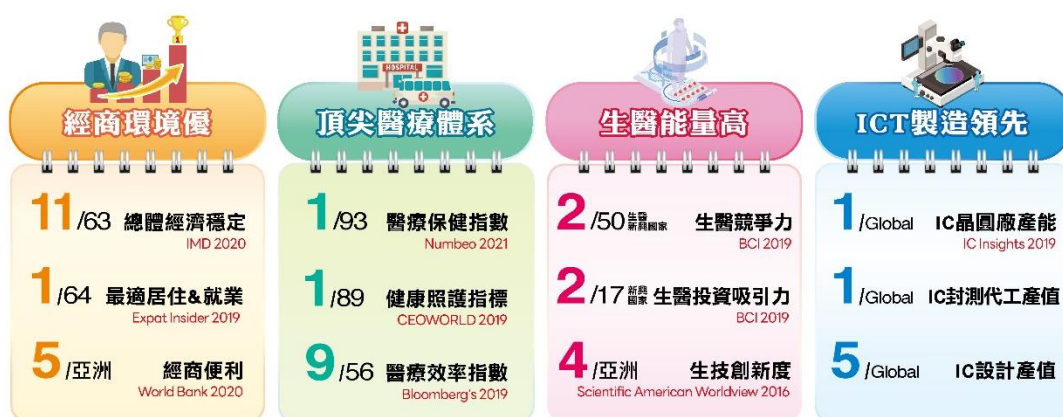 HOSPITAL
經商環境優
11/63 總體經濟穩定
IMD 2020
1/64 最適居住&就業
Expat Insider 2019
5/亞洲 經商便利
World Bank 2020
頂尖醫療體系
1/93 醫療保健指數
Numbeo 2021
1/89 健康照護指標
CEOWORLD 2019
9/56 醫療效率指數
Bloomberg's 2019
生醫能量高
2/50 生醫新興國家 生醫競爭力
BCI 2019
2/17 新興國家 生醫投資吸引力
BCI 2019
4/亞洲 生技創新度
Scientific American Worldview 2016
ICT製造領先
1/Global IC晶圓廠產能
IC Insights 2019
1/Global IC封測代工產值
5/Global IC設計產值